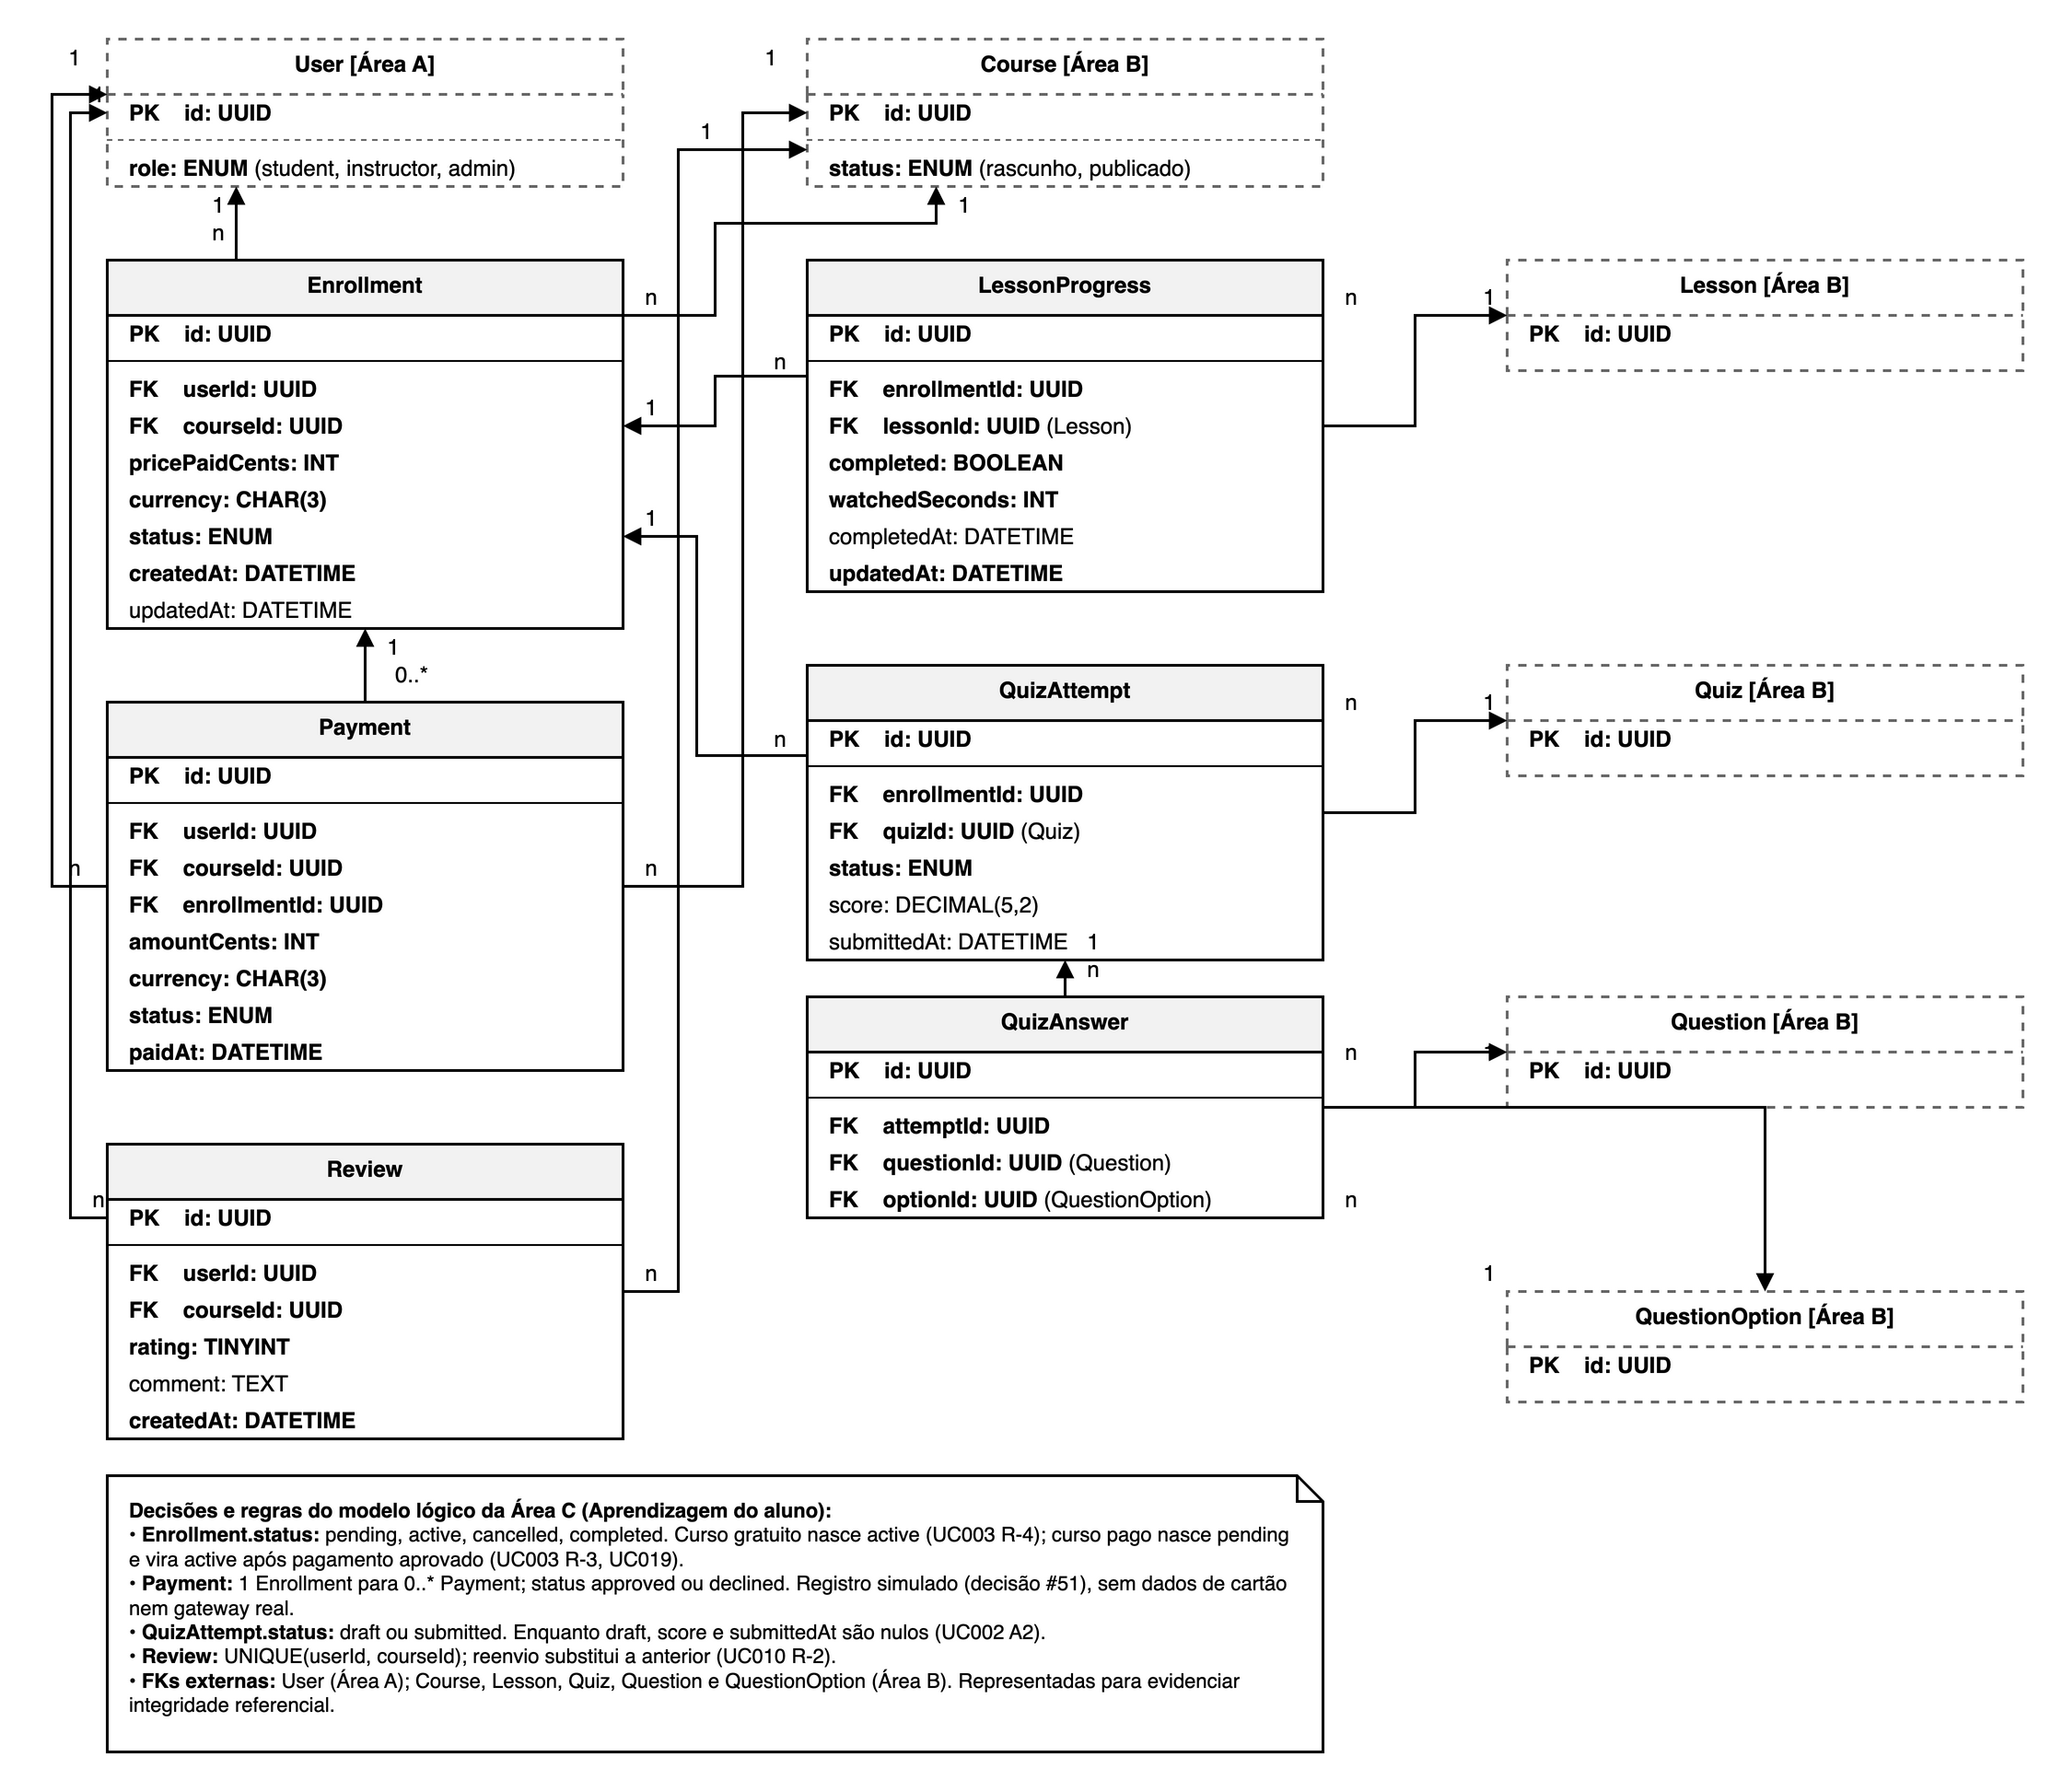 1
User [Área A]
1
PK id: UUID
role: ENUM (student, instructor, admin)
1
Course [Área B]
PK id: UUID
1
status: ENUM (rascunho, publicado)
1
n
1
Enrollment
PK id: UUID
FK userId: UUID
FK courseId: UUID
pricePaidCents: INT
currency: CHAR(3)
status: ENUM
createdAt: DATETIME
updatedAt: DATETIME
n
n
1
1
LessonProgress
PK id: UUID
FK enrollmentId: UUID
FK lessonId: UUID (Lesson)
completed: BOOLEAN
watchedSeconds: INT
completedAt: DATETIME
updatedAt: DATETIME
n
1
Lesson [Área B]
PK id: UUID
1
0..*
Payment
PK id: UUID
FK userId: UUID
FK courseId: UUID
FK enrollmentId: UUID
amountCents: INT
currency: CHAR(3)
status: ENUM
paidAt: DATETIME
n
n
n
QuizAttempt
PK id: UUID
FK enrollmentId: UUID
FK quizId: UUID (Quiz)
status: ENUM
score: DECIMAL(5,2)
submittedAt: DATETIME
1
n
n
1
Quiz [Área B]
PK id: UUID
QuizAnswer
PK id: UUID
FK attemptId: UUID
FK questionId: UUID (Question)
FK optionId: UUID (QuestionOption)
n
1
Question [Área B]
PK id: UUID
n
1
QuestionOption [Área B]
PK id: UUID
Review
n
PK id: UUID
FK userId: UUID
FK courseId: UUID
rating: TINYINT
comment: TEXT
createdAt: DATETIME
n
Decisões e regras do modelo lógico da Área C (Aprendizagem do aluno):
• Enrollment.status: pending, active, cancelled, completed. Curso gratuito nasce active (UC003 R-4); curso pago nasce pending
e vira active após pagamento aprovado (UC003 R-3, UC019).
• Payment: 1 Enrollment para 0..* Payment; status approved ou declined. Registro simulado (decisão #51), sem dados de cartão
nem gateway real.
• QuizAttempt.status: draft ou submitted. Enquanto draft, score e submittedAt são nulos (UC002 A2).
• Review: UNIQUE(userId, courseId); reenvio substitui a anterior (UC010 R-2).
• FKs externas: User (Área A); Course, Lesson, Quiz, Question e QuestionOption (Área B). Representadas para evidenciar
integridade referencial.